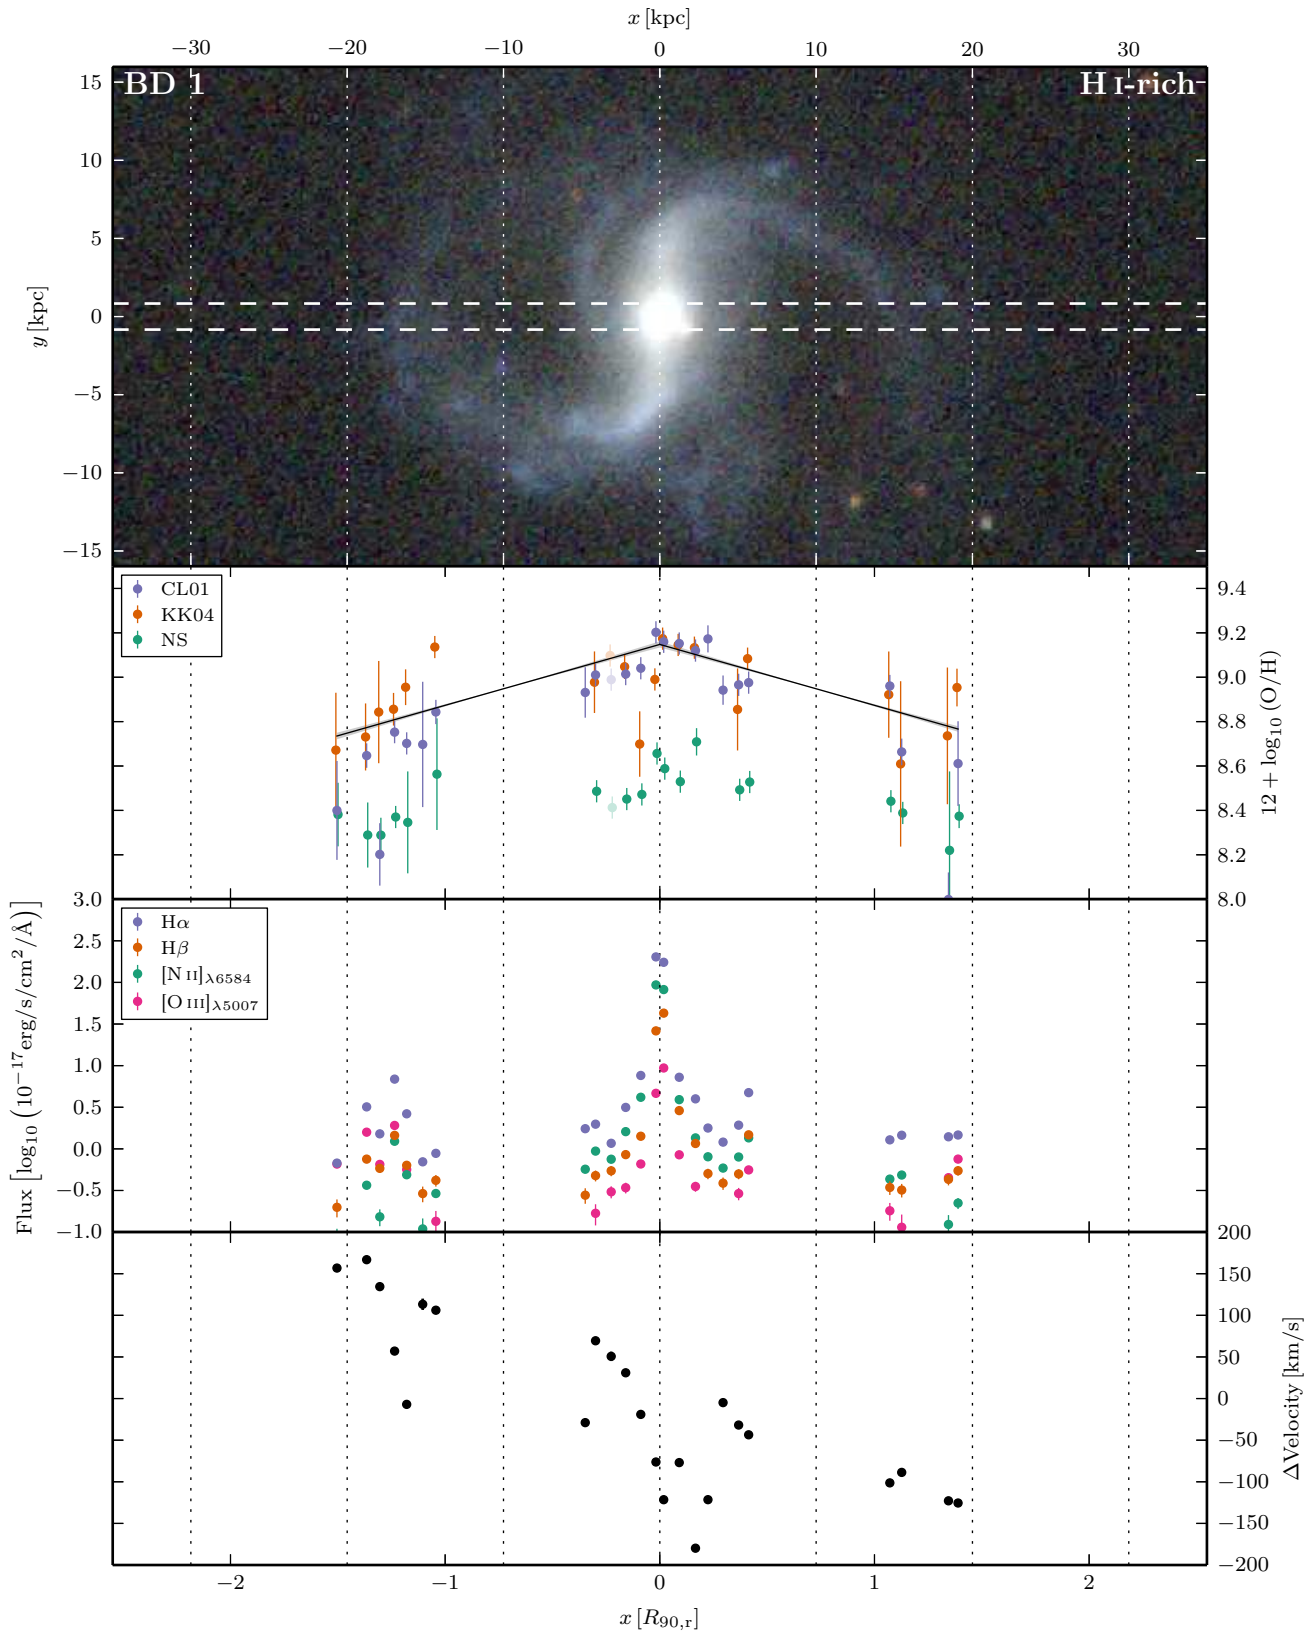 x [kpc]
−30 −20 −10 0 10 20 30
BD 1
H I-rich
15
10
5
0
−5
−10
−15
y [kpc]
CL01
KK04
NS
9.4
9.2
9.0
8.8
8.6
8.4
8.2
8.0
12 + log₁₀ (O/H)
3.0
2.5
2.0
1.5
1.0
0.5
0.0
−0.5
−1.0
Flux [log₁₀ (10⁻¹⁷erg/s/cm²/Å)]
Hα
Hβ
[N II]λ6584
[O III]λ5007
200
150
100
50
0
−50
−100
−150
−200
ΔVelocity [km/s]
−2 −1 0 1 2
x [R90,r]